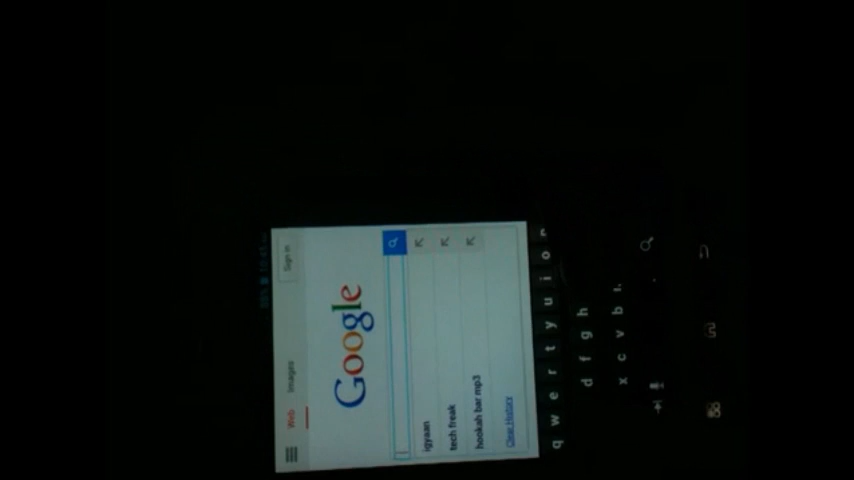 Sign in
Web Images
Google
igyaan
tech freak
hookah bar mp3
Clear History
q w e r t y u i o
d f g h
x c v b